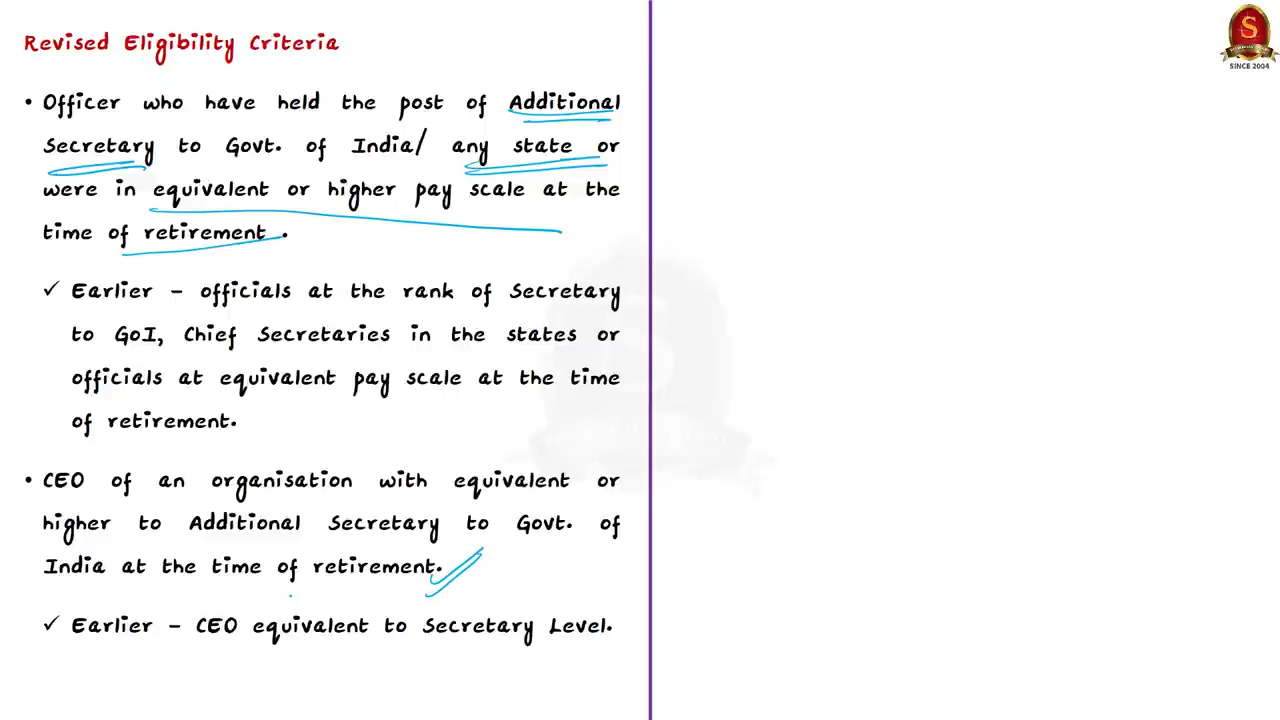 Revised Eligibility Criteria
• Officer who have held the post of Additional
Secretary to Govt. of India/ any state or
were in equivalent or higher pay scale at the
time of retirement.
✓ Earlier - officials at the rank of Secretary
to GoI, Chief Secretaries in the states or
officials at equivalent pay scale at the time
of retirement.
• CEO of an organisation with equivalent or
higher to Additional Secretary to Govt. of
India at the time of retirement.
✓ Earlier - CEO equivalent to Secretary Level.
S
SINCE 2004